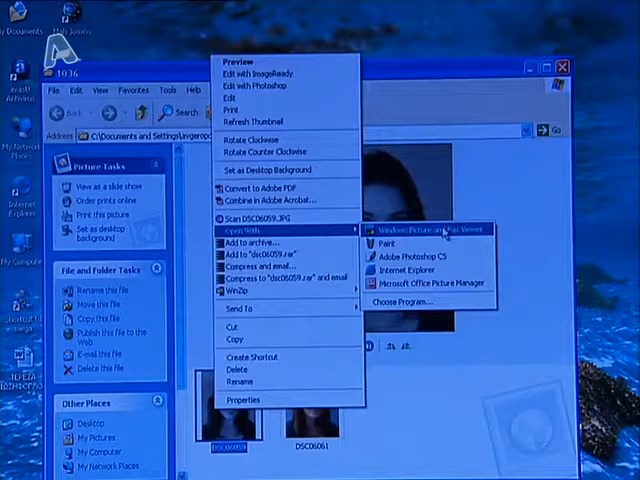 My Documents
avast!
Antivirus
My Network
Places
Internet
Explorer
My Computer
shortcut to
1036
File Edit View Favorites Tools
Back
Search
Address C:\Documents and Settings\avgerop
Go
Picture Tasks
View as a slide show
Order prints online
Print this picture
Set as desktop
background
File and Folder Tasks
Rename this file
Move this file
Copy this file
Publish this file to the
Web
E-mail this file
Delete this file
Other Places
Desktop
My Pictures
My Computer
My Network Places
Preview
Edit with ImageReady
Edit with Photoshop
Edit
Print
Refresh Thumbnail
Rotate Clockwise
Rotate Counter Clockwise
Set as Desktop Background
Convert to Adobe PDF
Combine in Adobe Acrobat...
Scan DSC06059.JPG
Open With
Add to archive...
Add to "dsc06059.rar"
Compress and email...
Compress to "dsc06059.rar" and email
WinZip
Send To
Cut
Copy
Create Shortcut
Delete
Rename
Properties
Windows Picture and Fax Viewer
Paint
Adobe Photoshop CS
Internet Explorer
Microsoft Office Picture Manager
Choose Program...
DSC06059
DSC06061